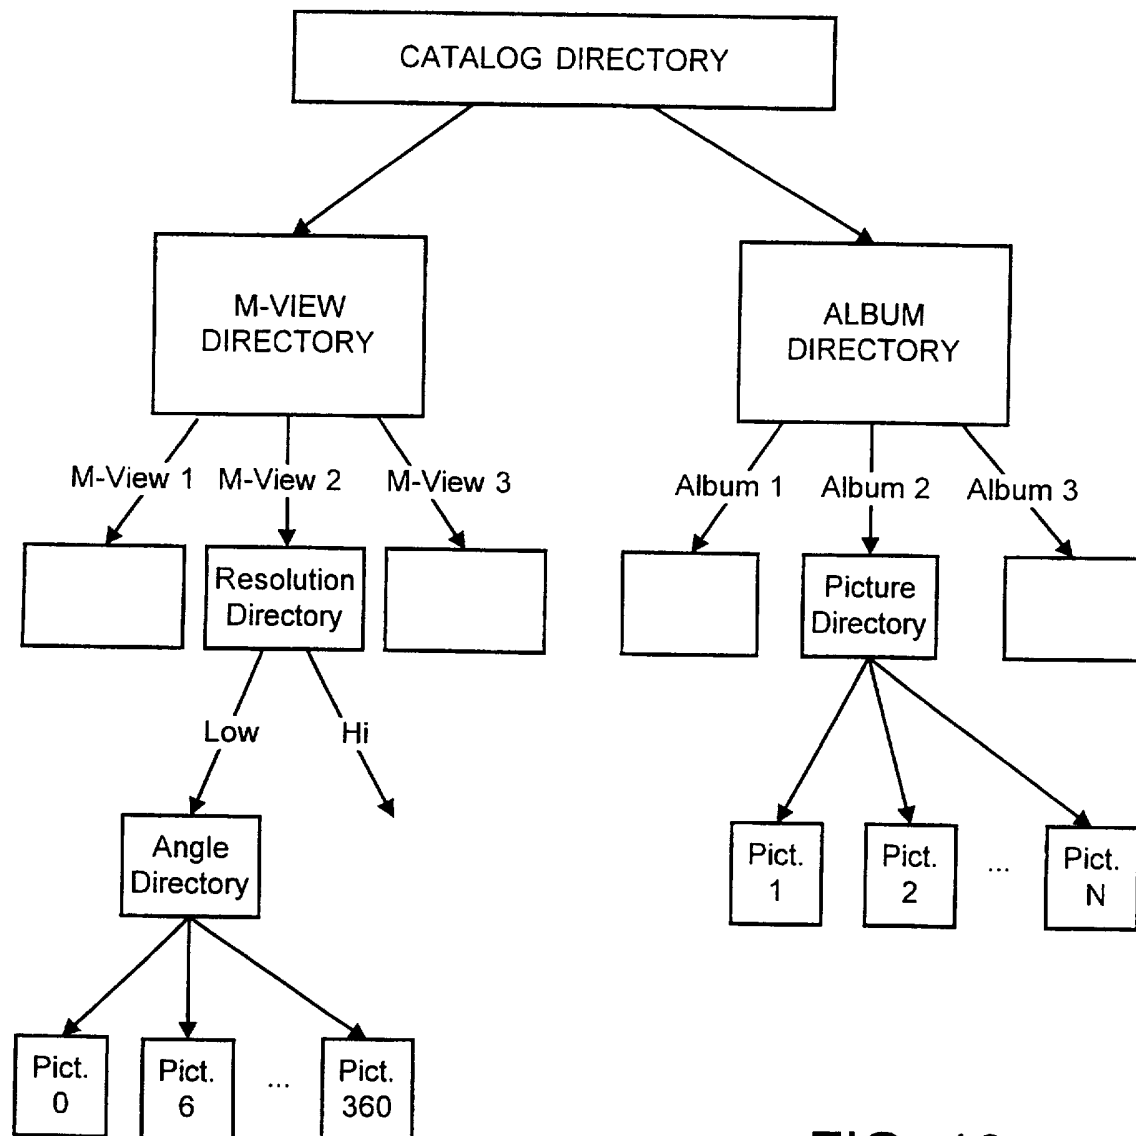 CATALOG DIRECTORY
M-VIEW
DIRECTORY
ALBUM
DIRECTORY
M-View 1
M-View 2
M-View 3
Album 1
Album 2
Album 3
Resolution
Directory
Picture
Directory
Low
Hi
Angle
Directory
Pict.
1
Pict.
2
...
Pict.
N
Pict.
0
Pict.
6
...
Pict.
360